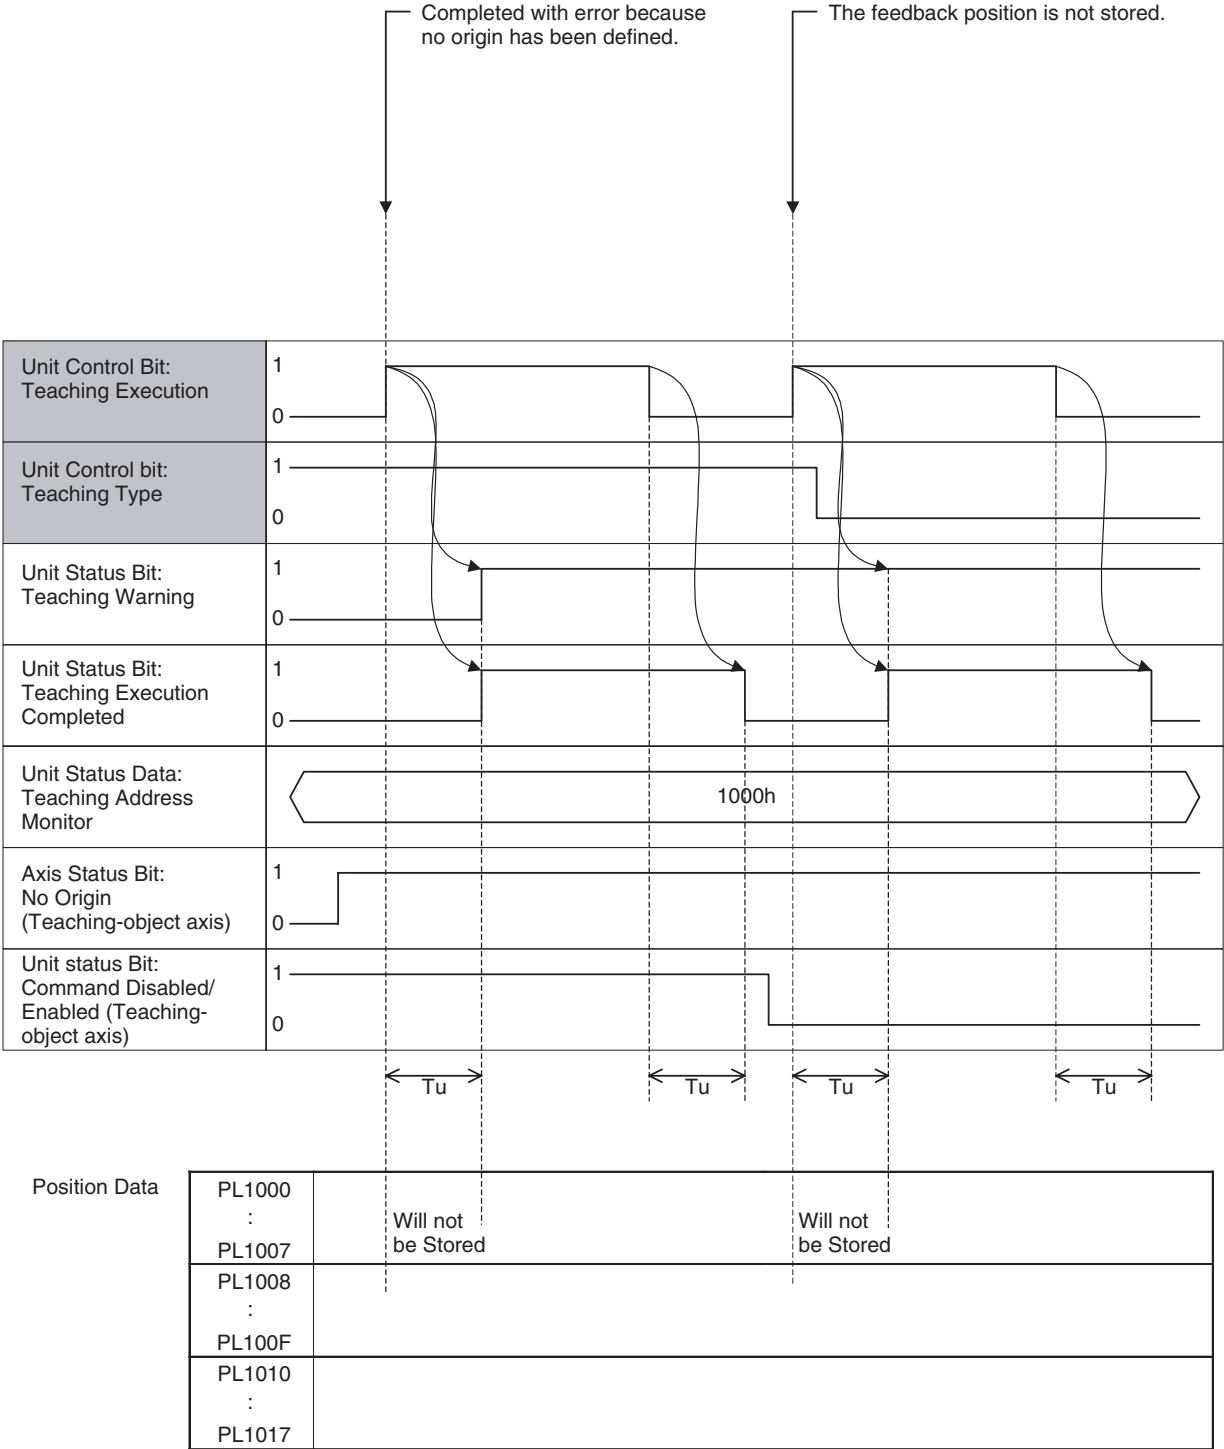 Completed with error because
no origin has been defined.
The feedback position is not stored.
Unit Control Bit:
Teaching Execution
1
0
Unit Control bit:
Teaching Type
1
0
Unit Status Bit:
Teaching Warning
1
0
Unit Status Bit:
Teaching Execution
Completed
1
0
Unit Status Data:
Teaching Address
Monitor
1000h
Axis Status Bit:
No Origin
(Teaching-object axis)
1
0
Unit status Bit:
Command Disabled/
Enabled (Teaching-
object axis)
1
0
Tu
Tu
Tu
Tu
Position Data
PL1000
:
PL1007
Will not
be Stored
Will not
be Stored
PL1008
:
PL100F
PL1010
:
PL1017